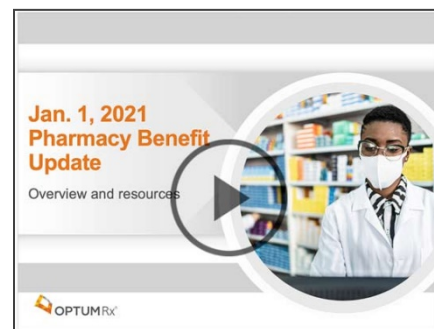 Jan. 1, 2021
Pharmacy Benefit
Update
Overview and resources
OPTUMRx®